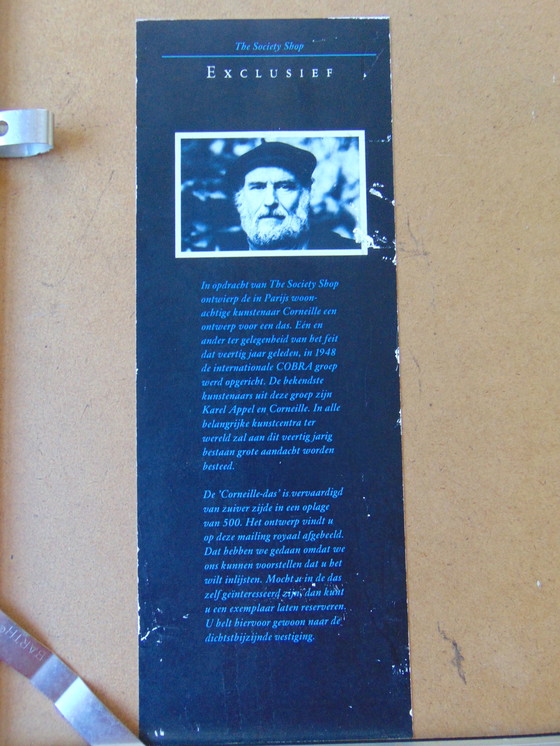 The Society Shop
EXCLUSIEF
In opdracht van The Society Shop
ontwierp de in Parijs woon-
achtige kunstenaar Corneille een
ontwerp voor een das. Eén en
ander ter gelegenheid van het feit
dat veertig jaar geleden, in 1948
de internationale COBRA groep
werd opgericht. De bekendste
kunstenaars uit deze groep zijn
Karel Appel en Corneille. In alle
belangrijke kunstcentra ter
wereld zal aan dit veertig jarig
bestaan grote aandacht worden
besteed.
De 'Corneille-das' is vervaardigd
van zuiver zijde in een oplage
van 500. Het ontwerp vindt u
op deze mailing royaal afgebeeld.
Dat hebben we gedaan omdat we
ons kunnen voorstellen dat u het
wilt inlijsten. Mocht u in de das
zelf geïnteresseerd zijn, dan kunt
u een exemplaar laten reserveren.
U belt hiervoor gewoon naar de
dichtstbijzijnde vestiging.